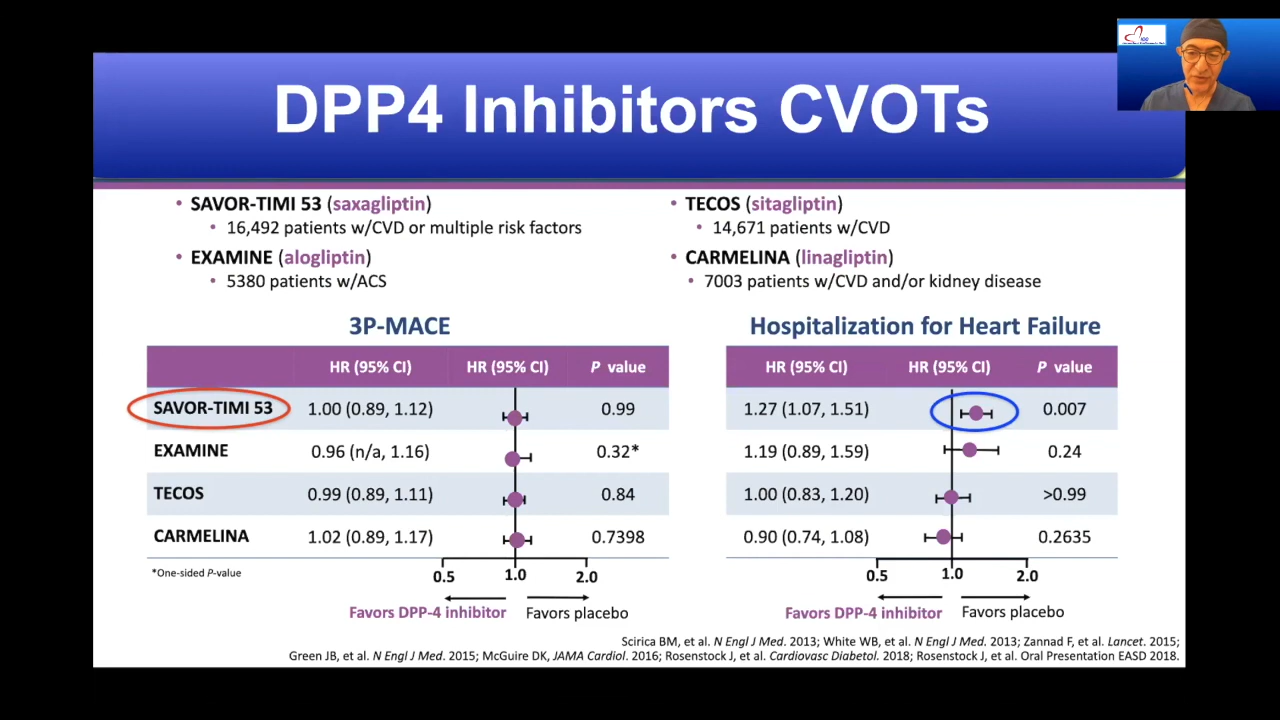 DPP4 Inhibitors CVOTs
• SAVOR-TIMI 53 (saxagliptin)
• 16,492 patients w/CVD or multiple risk factors
• EXAMINE (alogliptin)
• 5380 patients w/ACS
• TECOS (sitagliptin)
• 14,671 patients w/CVD
• CARMELINA (linagliptin)
• 7003 patients w/CVD and/or kidney disease
3P-MACE
HR (95% CI) HR (95% CI) P value
SAVOR-TIMI 53 1.00 (0.89, 1.12) 0.99
EXAMINE 0.96 (n/a, 1.16) 0.32*
TECOS 0.99 (0.89, 1.11) 0.84
CARMELINA 1.02 (0.89, 1.17) 0.7398
*One-sided P-value
0.5 1.0 2.0
Favors DPP-4 inhibitor Favors placebo
Hospitalization for Heart Failure
HR (95% CI) HR (95% CI) P value
1.27 (1.07, 1.51) 0.007
1.19 (0.89, 1.59) 0.24
1.00 (0.83, 1.20) >0.99
0.90 (0.74, 1.08) 0.2635
0.5 1.0 2.0
Favors DPP-4 inhibitor Favors placebo
Scirica BM, et al. N Engl J Med. 2013; White WB, et al. N Engl J Med. 2013; Zannad F, et al. Lancet. 2015;
Green JB, et al. N Engl J Med. 2015; McGuire DK, JAMA Cardiol. 2016; Rosenstock J, et al. Cardiovasc Diabetol. 2018; Rosenstock J, et al. Oral Presentation EASD 2018.